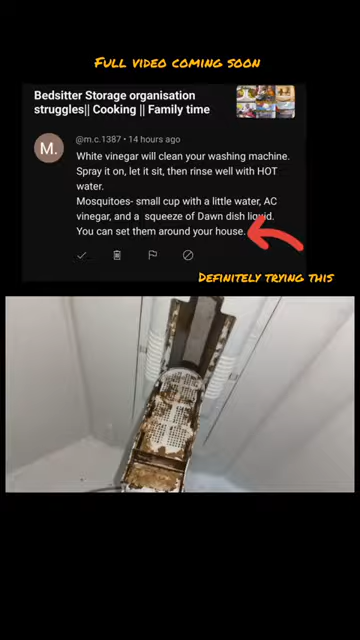 Full video coming soon
Bedsitter Storage organisation
struggles|| Cooking || Family time
M.
@m.c.1387 • 14 hours ago
White vinegar will clean your washing machine.
Spray it on, let it sit, then rinse well with HOT
water.
Mosquitoes- small cup with a little water, AC
vinegar, and a squeeze of Dawn dish liquid.
You can set them around your house.
Definitely trying this